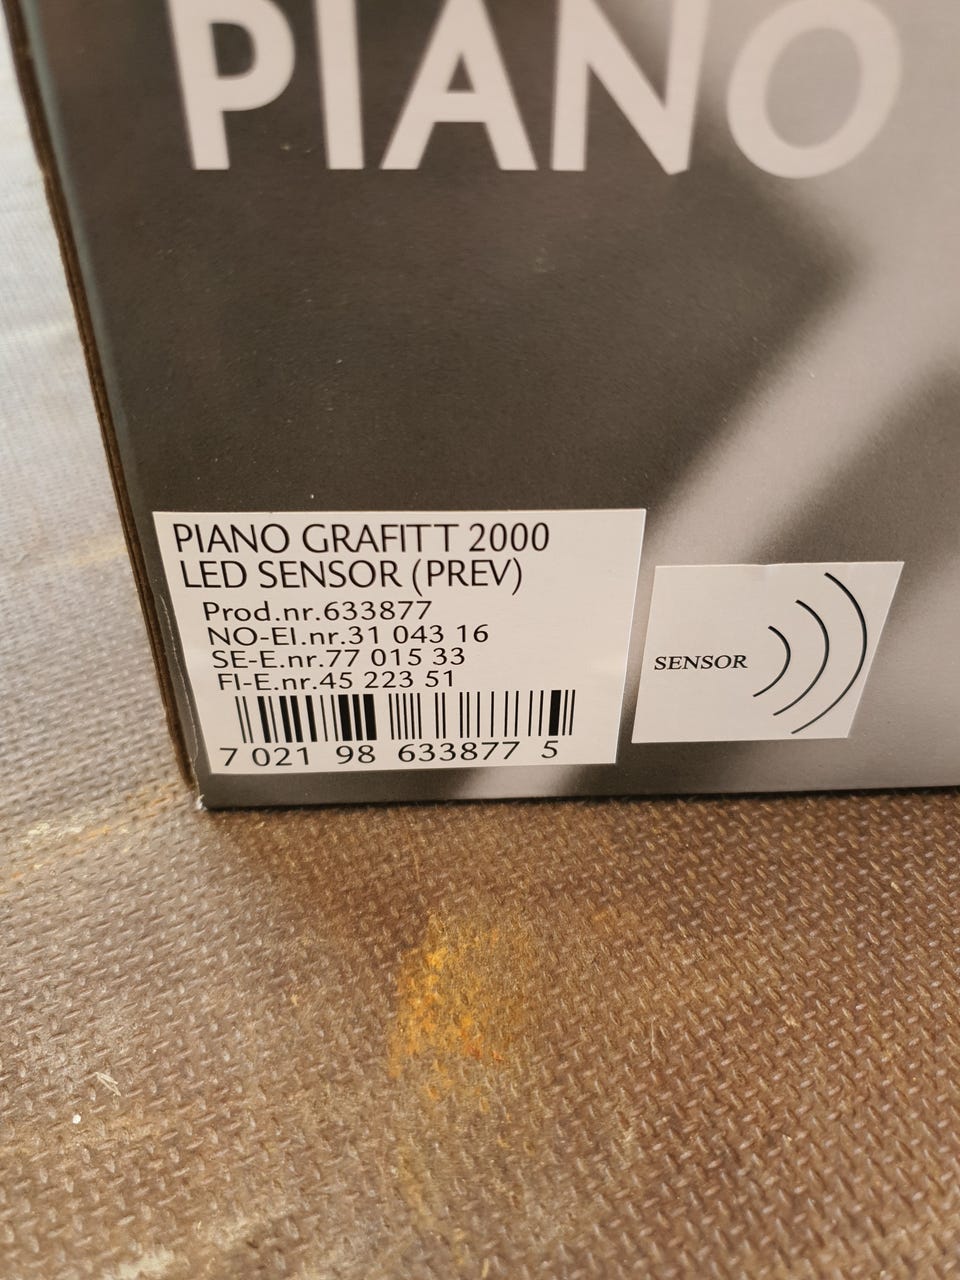 PIANO
PIANO GRAFITT 2000
LED SENSOR (PREV)
Prod.nr.633877
NO-El.nr.31 043 16
SE-E.nr.77 015 33
FI-E.nr.45 223 51
7 021 98 633877 5
SENSOR